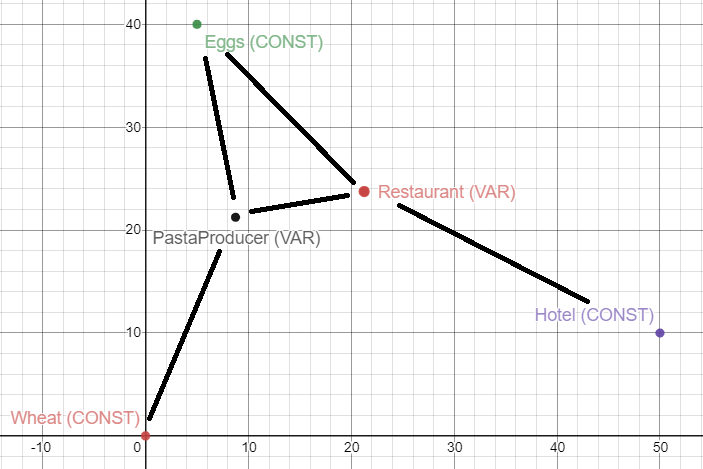 40
Eggs (CONST)
30
Restaurant (VAR)
20
PastaProducer (VAR)
Hotel (CONST)
10
Wheat (CONST)
-10
0
10
20
30
40
50